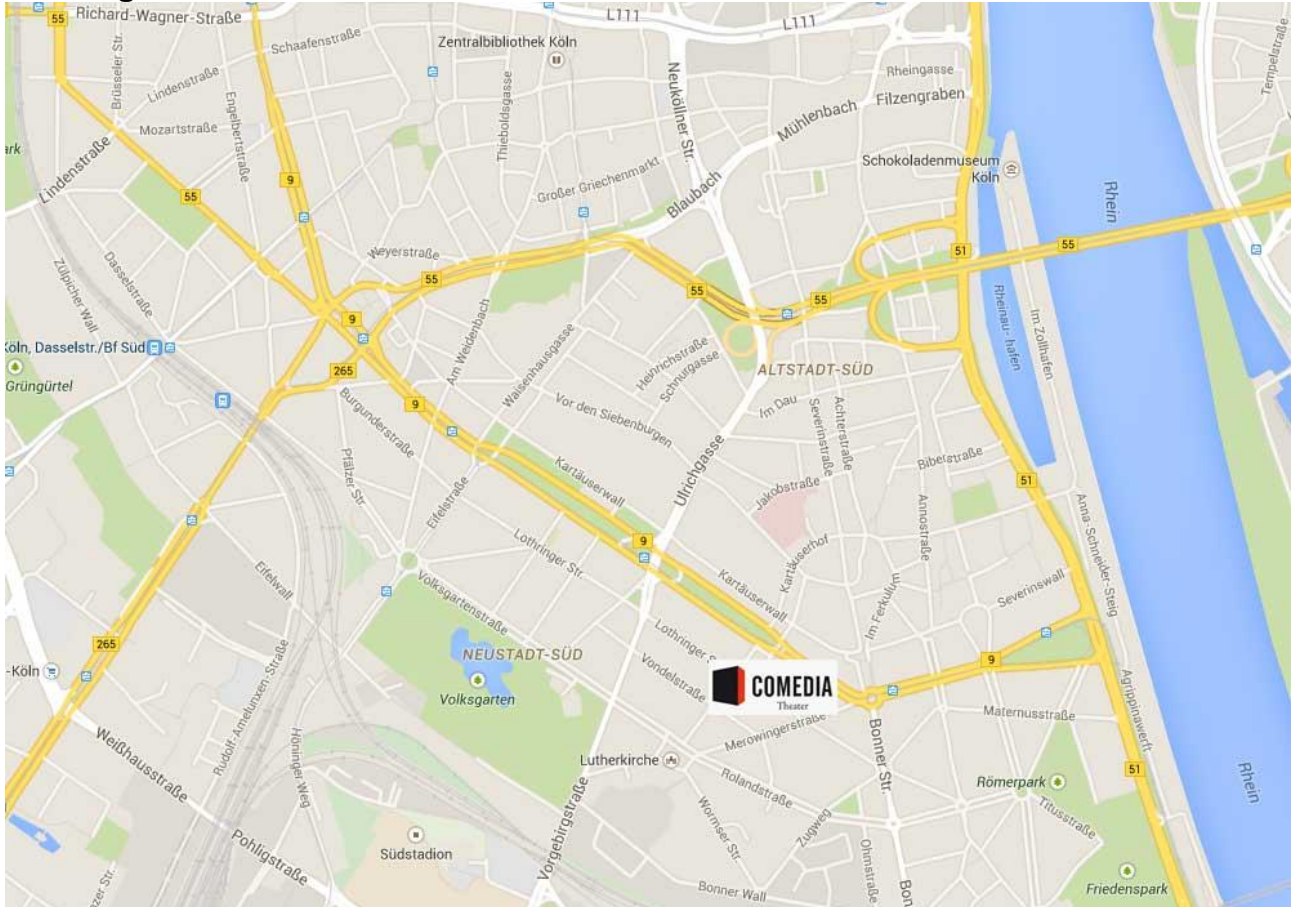 55
Richard-Wagner-Straße
L111
L111
Schaafenstraße
Zentralbibliothek Köln
Brüsseler Str.
Lindenstraße
Engelbertstraße
Mozartstraße
Thieboldsgasse
Neuköllner Str.
Rheingasse
Filzengraben
Mühlenbach
Tempelstraße
Lindenstraße
9
55
Großer Griechenmarkt
Blaubach
Schokoladenmuseum
Köln
Rhein
Weyerstraße
Dasselstraße
Zülpicher Wall
55
55
55
51
55
9
Köln, Dasselstr./Bf Süd
Grüngürtel
265
9
Am Weidenbach
Waisenhausgasse
Heinrichstraße
Schnurgasse
ALTSTADT-SÜD
Rheinau-hafen
Im Zollhafen
Burgunderstraße
Vor den Siebenburgen
Im Dau
Severinstraße
Achterstraße
Pfälzer Str.
Eifelstraße
Kartäuserwall
Ulrichgasse
Jakobstraße
Biberstraße
51
Annostraße
Anna-Schneider-Steig
Lothringer Str.
9
Kartäuserhof
Kartäuserwall
Im Ferkulum
Severinswall
Eifelwall
Volksgartenstraße
265
-Köln
NEUSTADT-SÜD
Volksgarten
Lothringer S
Vondelstraße
COMEDIA
Theater
9
Agrippinawerft
Rudolf-Amelunxen-Straße
Höninger Weg
Weißhausstraße
Maternusstraße
Merowingerstraße
Bonner Str.
Lutherkirche
Rolandstraße
51
Rhein
Römerpark
Titusstraße
Wormser Str.
Zugweg
Vorgebirgstraße
Pohligstraße
Südstadion
Ohmstraße
Bonner Wall
Bon
Friedenspark